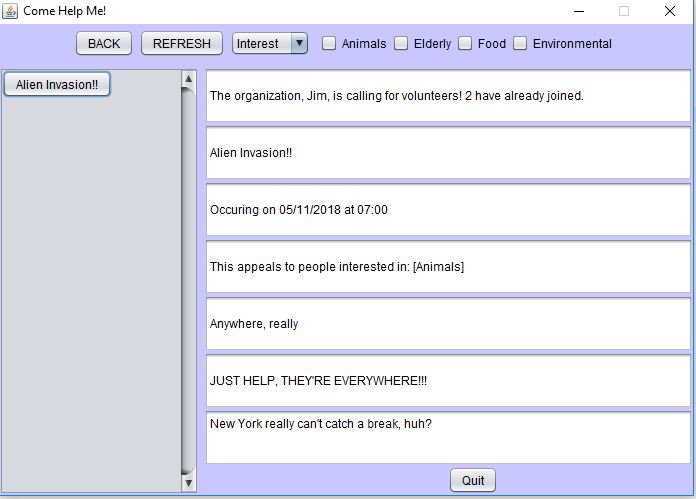 Come Help Me!
BACK REFRESH Interest Animals Elderly Food Environmental
Alien Invasion!!
The organization, Jim, is calling for volunteers! 2 have already joined.
Alien Invasion!!
Occuring on 05/11/2018 at 07:00
This appeals to people interested in: [Animals]
Anywhere, really
JUST HELP, THEY'RE EVERYWHERE!!!
New York really can't catch a break, huh?
Quit